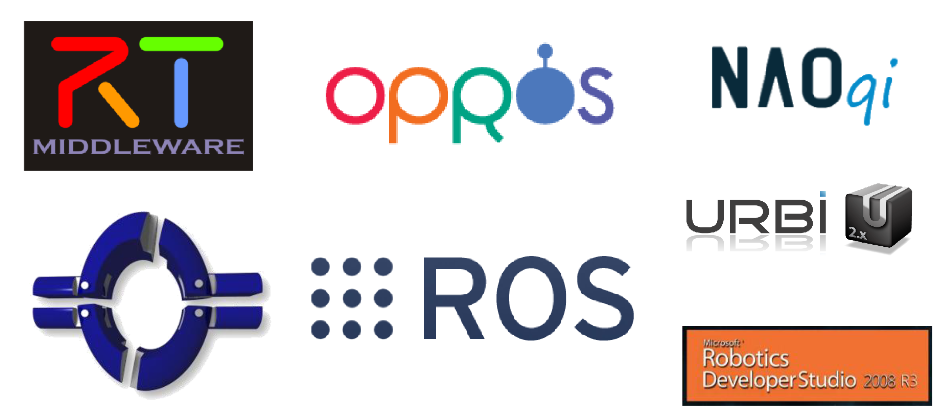 RT
MIDDLEWARE
OPRoS
NAOqi
URBi
2.x
ROS
Microsoft
Robotics
Developer Studio 2008 R3